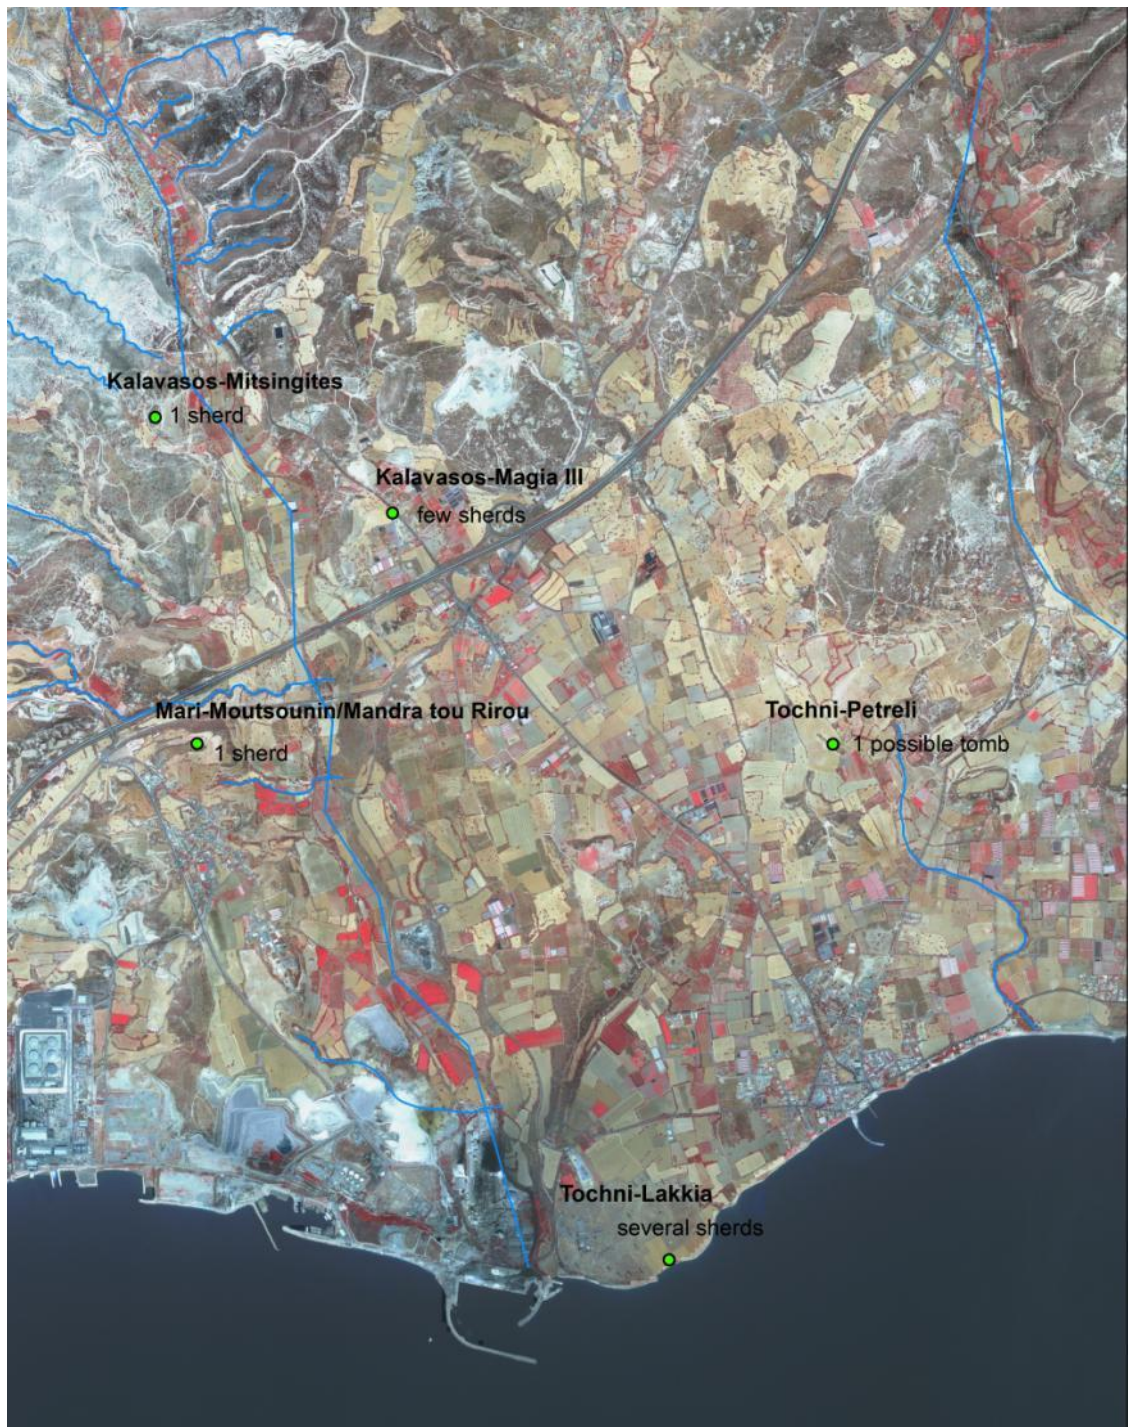 Kalavasos-Mitsingites
1 sherd
Kalavasos-Magia III
few sherds
Mari-Moutsounin/Mandra tou Rirou
1 sherd
Tochni-Petreli
1 possible tomb
Tochni-Lakkia
several sherds